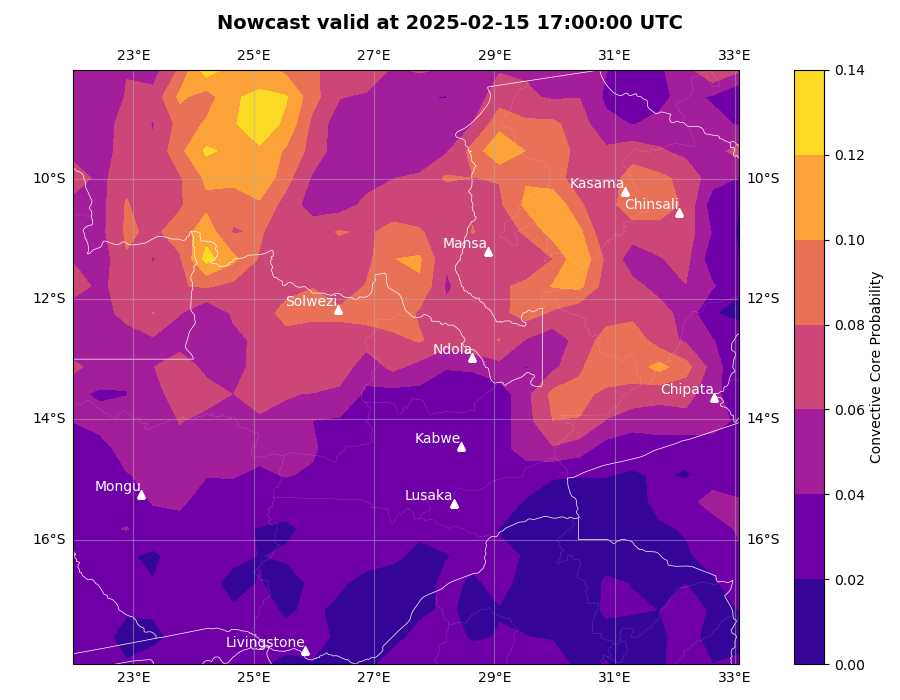 Nowcast valid at 2025-02-15 17:00:00 UTC
23°E 25°E 27°E 29°E 31°E 33°E
0.14
0.12
10°S 10°S
Kasama
Chinsali
0.10
Mansa
12°S 12°S
Solwezi
0.08
Ndola
Chipata
0.06
14°S 14°S
Kabwe
Mongu
Lusaka
0.04
16°S 16°S
0.02
Livingstone
0.00
23°E 25°E 27°E 29°E 31°E 33°E
Convective Core Probability